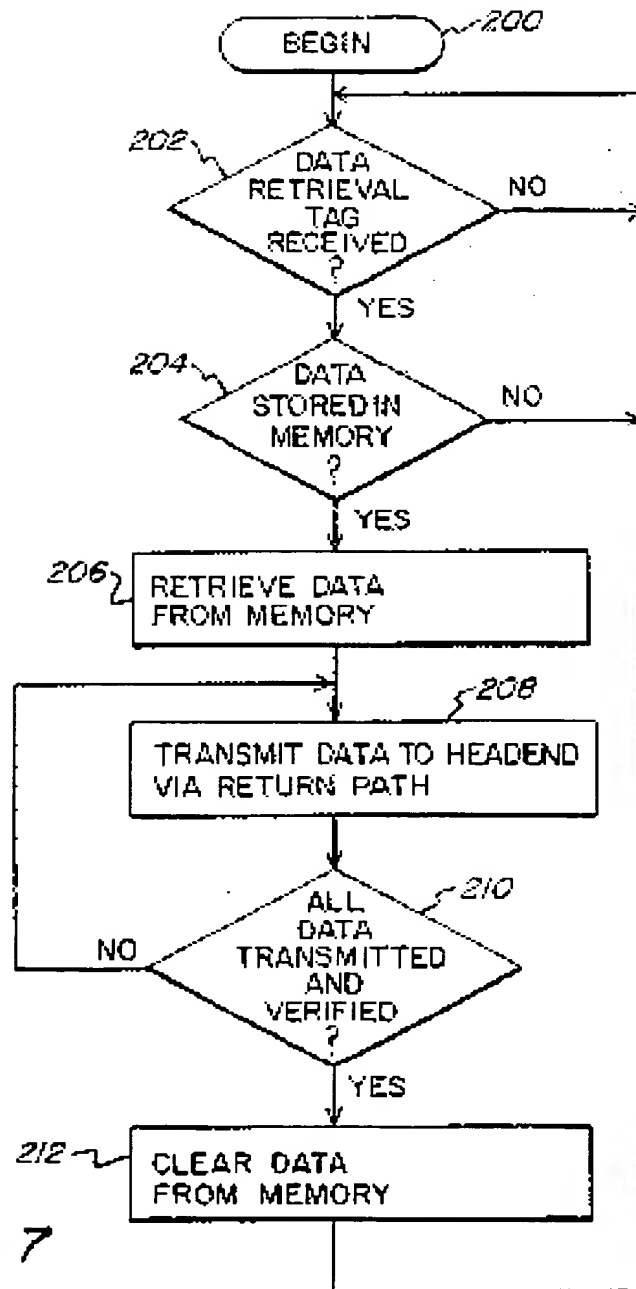 BEGIN
200
202
DATA
RETRIEVAL
TAG
RECEIVED
?
NO
YES
204
DATA
STORED IN
MEMORY
?
NO
YES
206
RETRIEVE DATA
FROM MEMORY
208
TRANSMIT DATA TO HEADEND
VIA RETURN PATH
210
ALL
DATA
TRANSMITTED
AND
VERIFIED
?
NO
YES
212
CLEAR DATA
FROM MEMORY
7